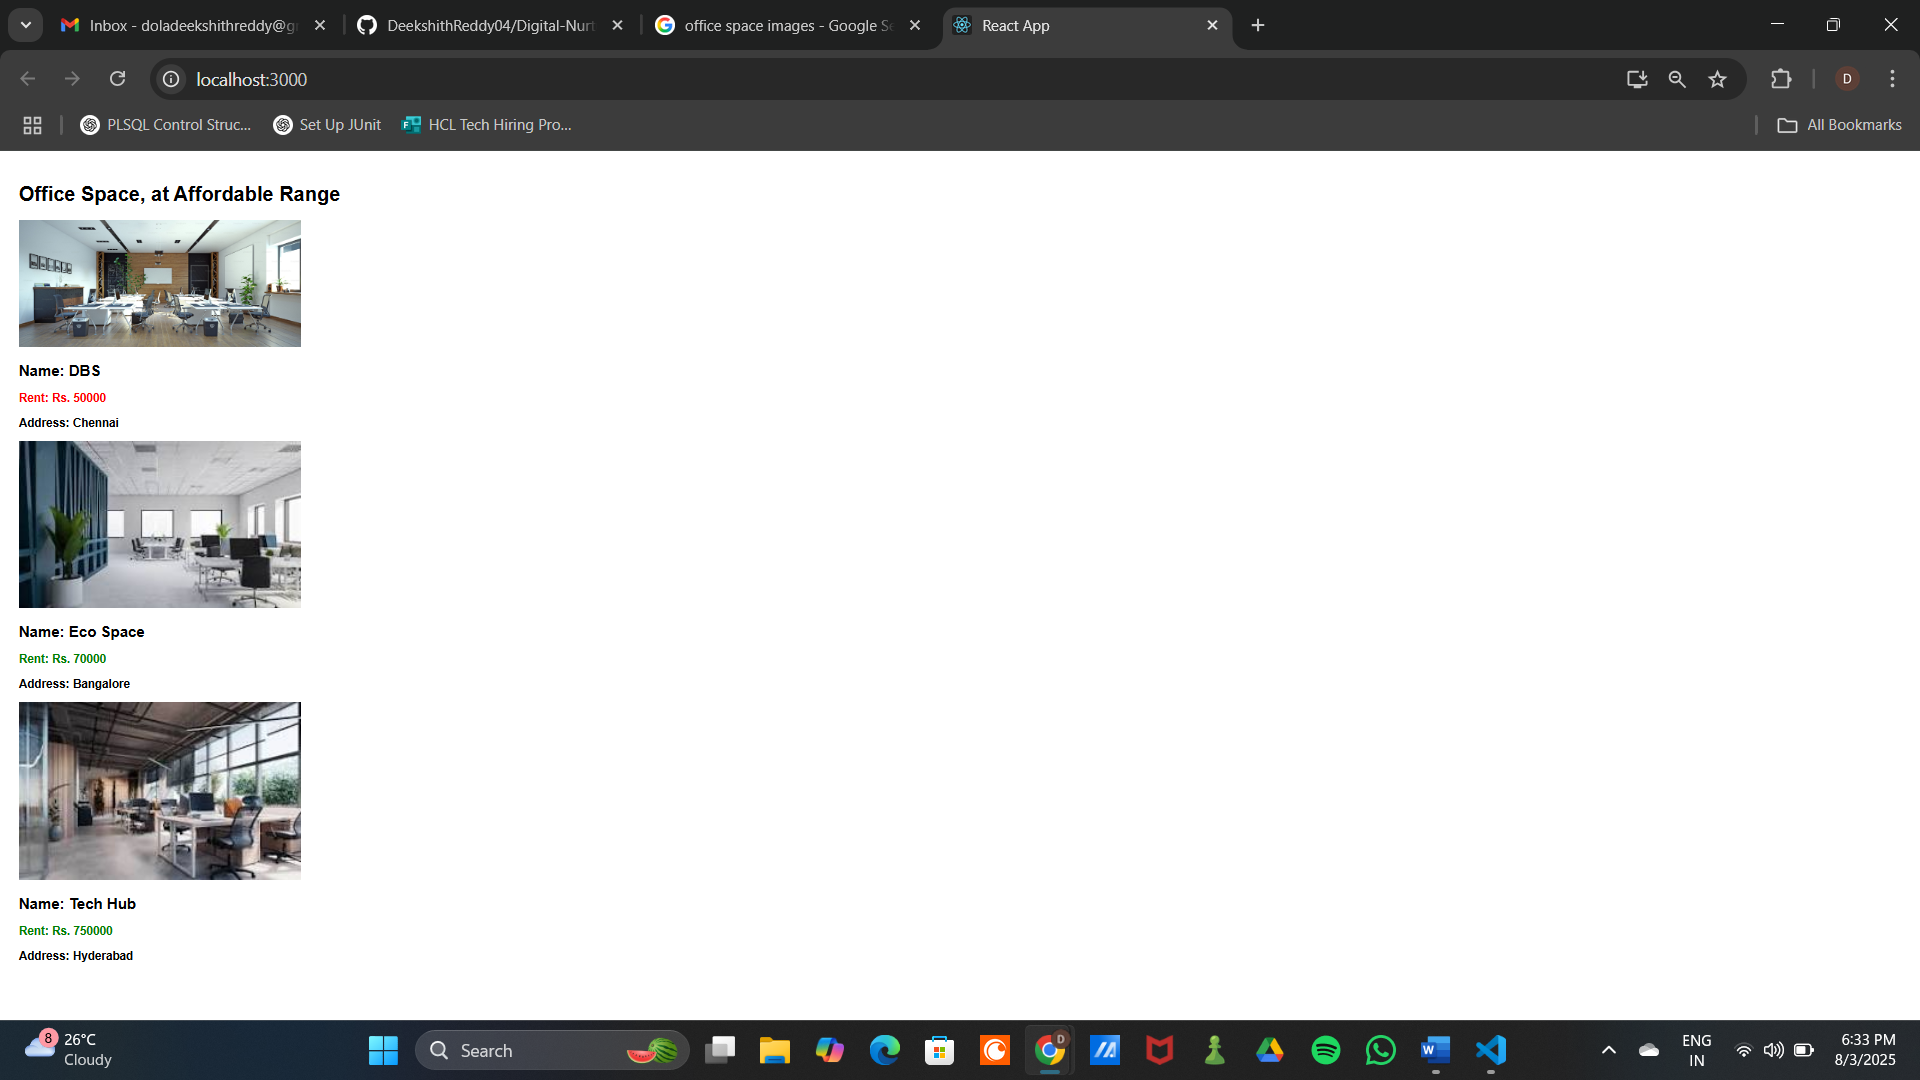 Inbox - doladeekshithreddy@g
DeekshithReddy04/Digital-Nurt
office space images - Google Se
React App
localhost:3000
D
PLSQL Control Struc...
Set Up JUnit
HCL Tech Hiring Pro...
All Bookmarks
Office Space, at Affordable Range
Name: DBS
Rent: Rs. 50000
Address: Chennai
Name: Eco Space
Rent: Rs. 70000
Address: Bangalore
Name: Tech Hub
Rent: Rs. 750000
Address: Hyderabad
8
26°C
Cloudy
Search
D
ENG
IN
6:33 PM
8/3/2025